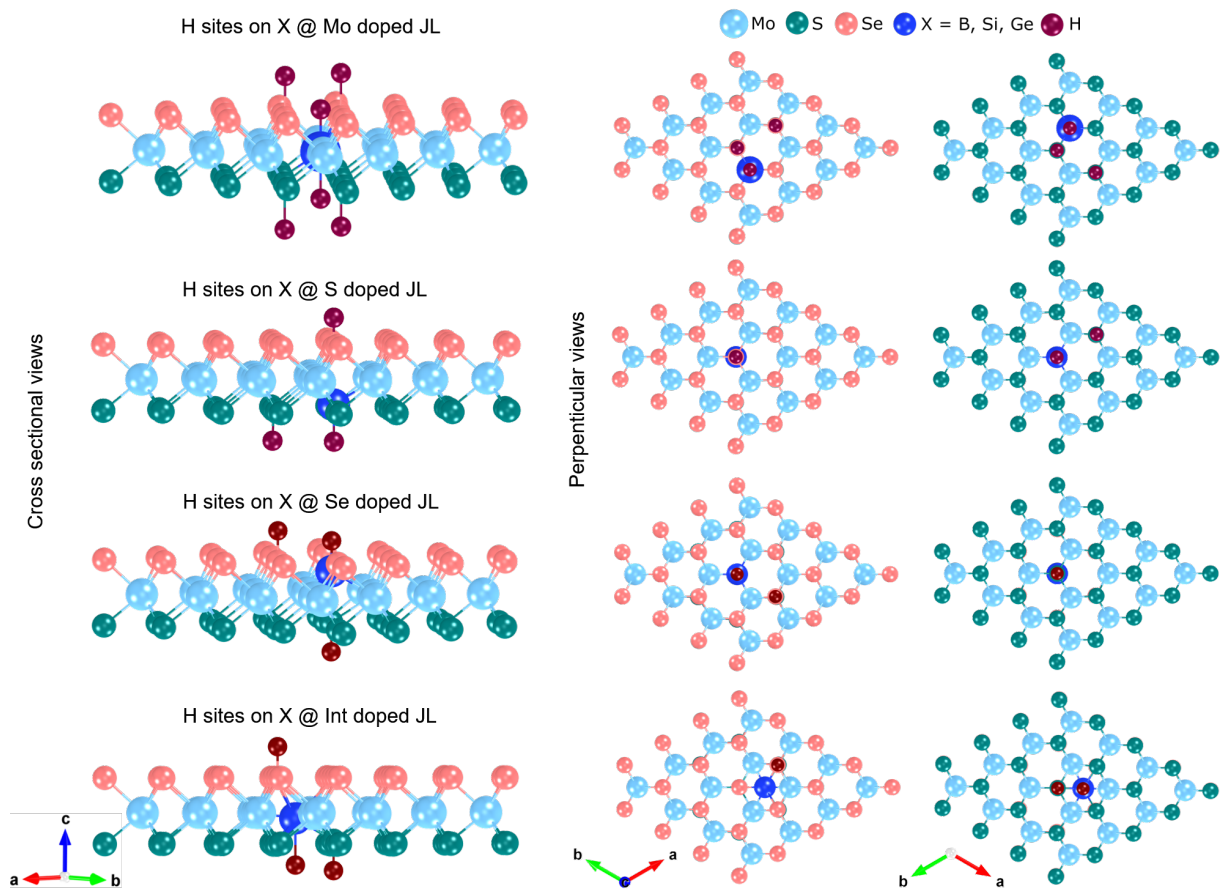 H sites on X @ Mo doped JL
Mo S Se X = B, Si, Ge H
H sites on X @ S doped JL
Cross sectional views
Perpenticular views
H sites on X @ Se doped JL
H sites on X @ Int doped JL
c
a b
b a
b a